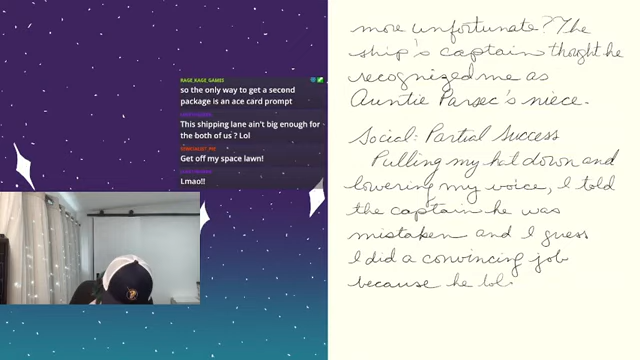 RAGE_KAGE_GAMES
so the only way to get a second
package is an ace card prompt
This shipping lane ain't big enough for
the both of us ? Lol
Get off my space lawn!
Lmao!!
more unfortunate? The
ship's captain thought he
recognized me as
Auntie Parsec's niece.
Social: Partial Success
Pulling my hat down and
lowering my voice, I told
the captain he was
mistaken and I guess
I did a convincing job
because he